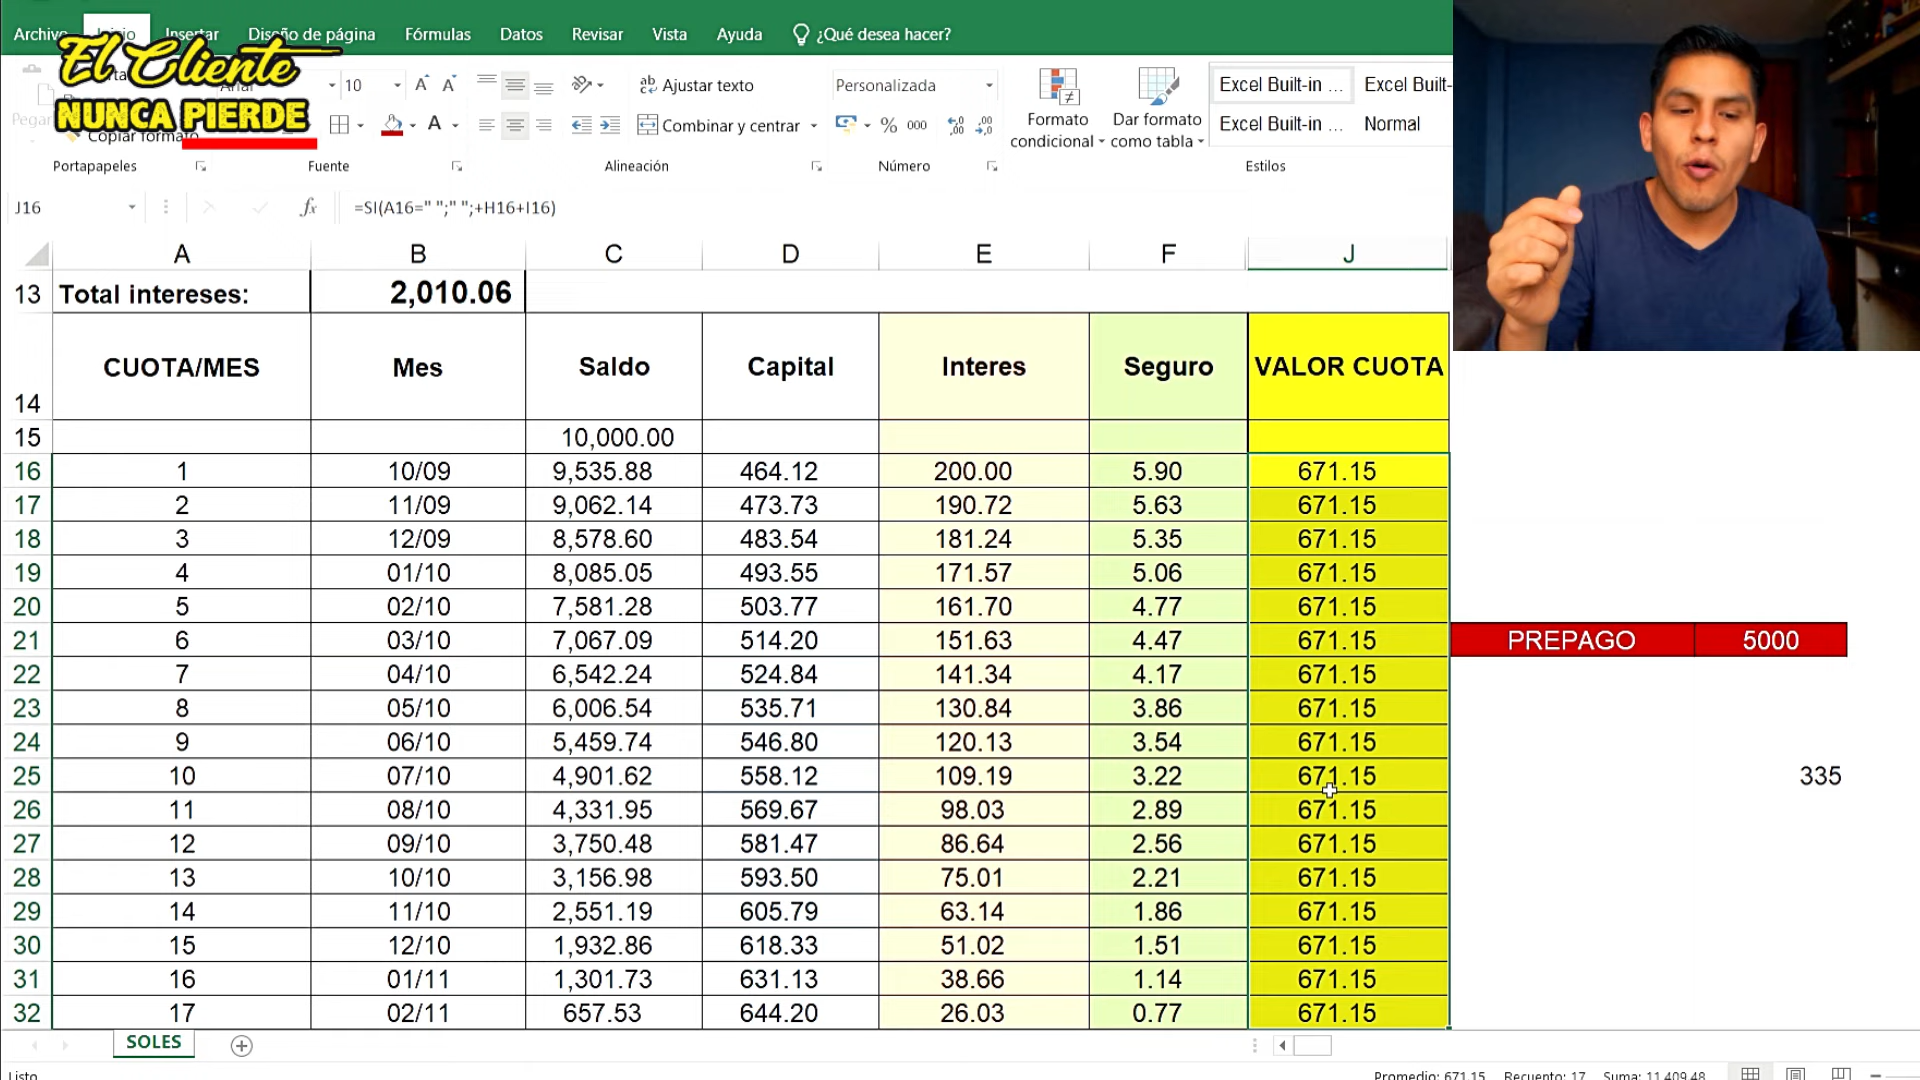 Archivo Inicio Insertar Diseño de página Fórmulas Datos Revisar Vista Ayuda ¿Qué desea hacer?
El Cliente
NUNCA PIERDE
10 Ajustar texto Personalizada Excel Built-in ... Excel Built-
Copiar formato A Combinar y centrar % 000 Formato condicional Dar formato como tabla Excel Built-in ... Normal
Portapapeles Fuente Alineación Número Estilos
J16 fx =SI(A16=" ";" ";+H16+I16)
A B C D E F J
13 Total intereses: 2,010.06
14 CUOTA/MES Mes Saldo Capital Interes Seguro VALOR CUOTA
15 10,000.00
16 1 10/09 9,535.88 464.12 200.00 5.90 671.15
17 2 11/09 9,062.14 473.73 190.72 5.63 671.15
18 3 12/09 8,578.60 483.54 181.24 5.35 671.15
19 4 01/10 8,085.05 493.55 171.57 5.06 671.15
20 5 02/10 7,581.28 503.77 161.70 4.77 671.15
21 6 03/10 7,067.09 514.20 151.63 4.47 671.15 PREPAGO 5000
22 7 04/10 6,542.24 524.84 141.34 4.17 671.15
23 8 05/10 6,006.54 535.71 130.84 3.86 671.15
24 9 06/10 5,459.74 546.80 120.13 3.54 671.15
25 10 07/10 4,901.62 558.12 109.19 3.22 671.15 335
26 11 08/10 4,331.95 569.67 98.03 2.89 671.15
27 12 09/10 3,750.48 581.47 86.64 2.56 671.15
28 13 10/10 3,156.98 593.50 75.01 2.21 671.15
29 14 11/10 2,551.19 605.79 63.14 1.86 671.15
30 15 12/10 1,932.86 618.33 51.02 1.51 671.15
31 16 01/11 1,301.73 631.13 38.66 1.14 671.15
32 17 02/11 657.53 644.20 26.03 0.77 671.15
SOLES
Listo Promedio: 671.15 Recuento: 17 Suma: 11,409.48